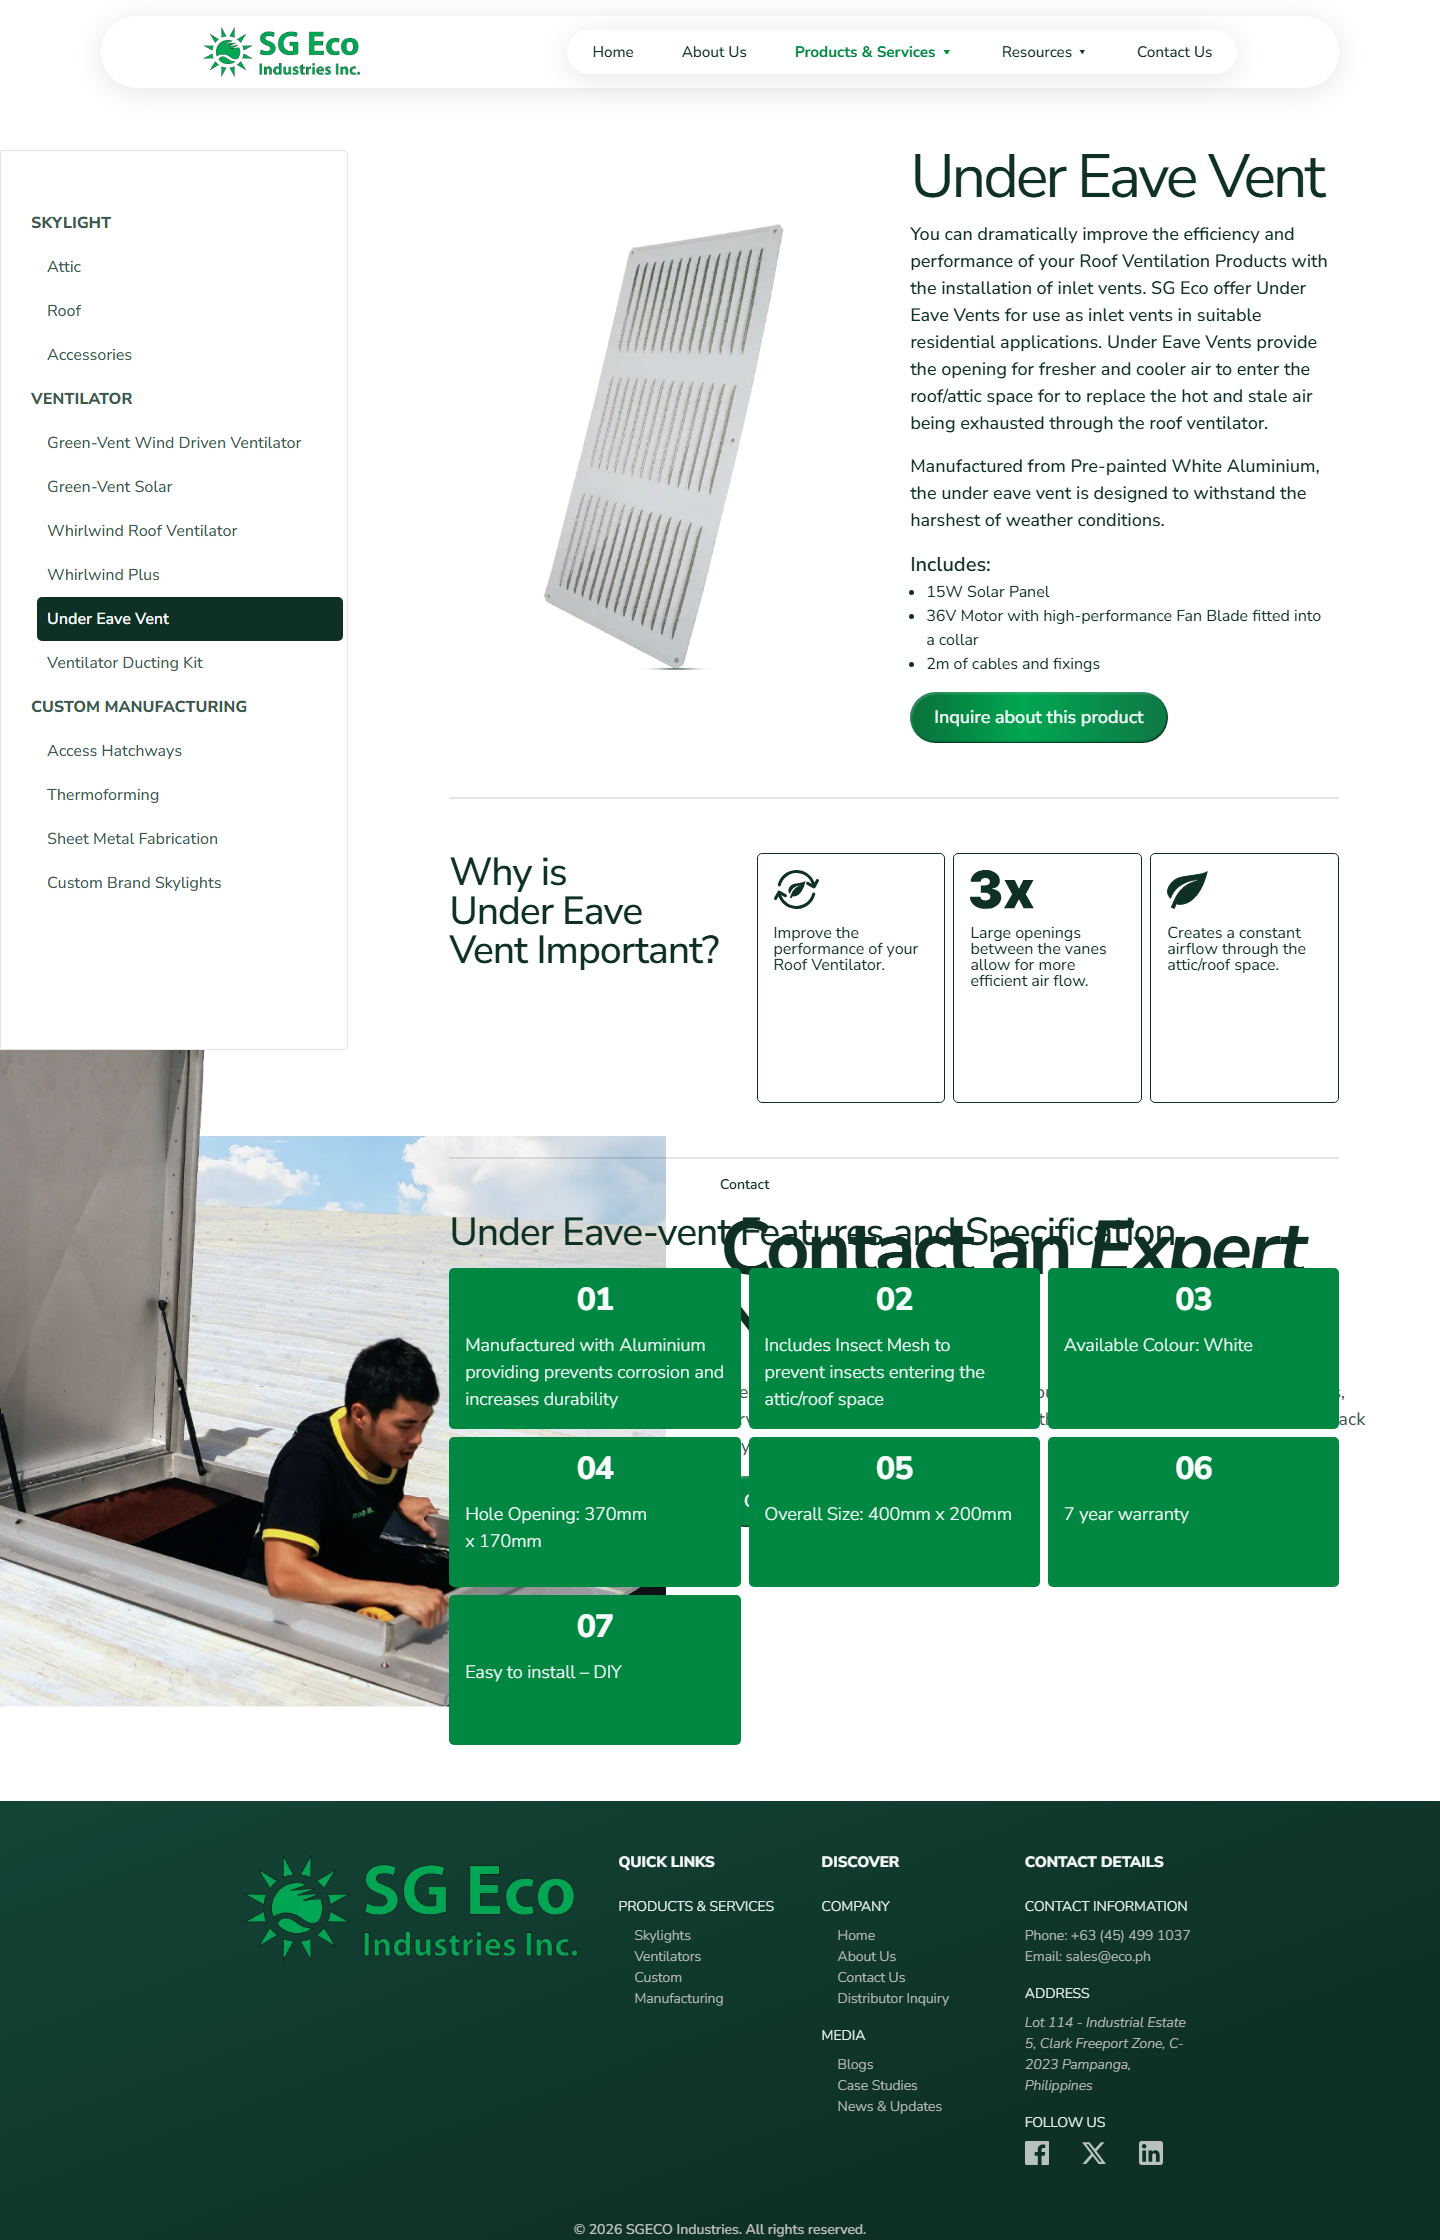 SG Eco
Industries Inc.
Home
About Us
Products & Services
Resources
Contact Us
SKYLIGHT
Attic
Roof
Accessories
VENTILATOR
Green-Vent Wind Driven Ventilator
Green-Vent Solar
Whirlwind Roof Ventilator
Whirlwind Plus
Under Eave Vent
Ventilator Ducting Kit
CUSTOM MANUFACTURING
Access Hatchways
Thermoforming
Sheet Metal Fabrication
Custom Brand Skylights
Under Eave Vent
You can dramatically improve the efficiency and
performance of your Roof Ventilation Products with
the installation of inlet vents. SG Eco offer Under
Eave Vents for use as inlet vents in suitable
residential applications. Under Eave Vents provide
the opening for fresher and cooler air to enter the
roof/attic space for to replace the hot and stale air
being exhausted through the roof ventilator.
Manufactured from Pre-painted White Aluminium,
the under eave vent is designed to withstand the
harshest of weather conditions.
Includes:
15W Solar Panel
36V Motor with high-performance Fan Blade fitted into
a collar
2m of cables and fixings
Inquire about this product
Why is
Under Eave
Vent Important?
Improve the
performance of your
Roof Ventilator.
3x
Large openings
between the vanes
allow for more
efficient air flow.
Creates a constant
airflow through the
attic/roof space.
Contact
Under Eave-vent Features and Specification
Contact an Expert
01
Manufactured with Aluminium
providing prevents corrosion and
increases durability
02
Includes Insect Mesh to
prevent insects entering the
attic/roof space
03
Available Colour: White
04
Hole Opening: 370mm
x 170mm
05
Overall Size: 400mm x 200mm
06
7 year warranty
07
Easy to install – DIY
SG Eco
Industries Inc.
QUICK LINKS
PRODUCTS & SERVICES
Skylights
Ventilators
Custom
Manufacturing
DISCOVER
COMPANY
Home
About Us
Contact Us
Distributor Inquiry
MEDIA
Blogs
Case Studies
News & Updates
CONTACT DETAILS
CONTACT INFORMATION
Phone: +63 (45) 499 1037
Email: sales@eco.ph
ADDRESS
Lot 114 - Industrial Estate
5, Clark Freeport Zone, C-
2023 Pampanga,
Philippines
FOLLOW US
© 2026 SGECO Industries. All rights reserved.